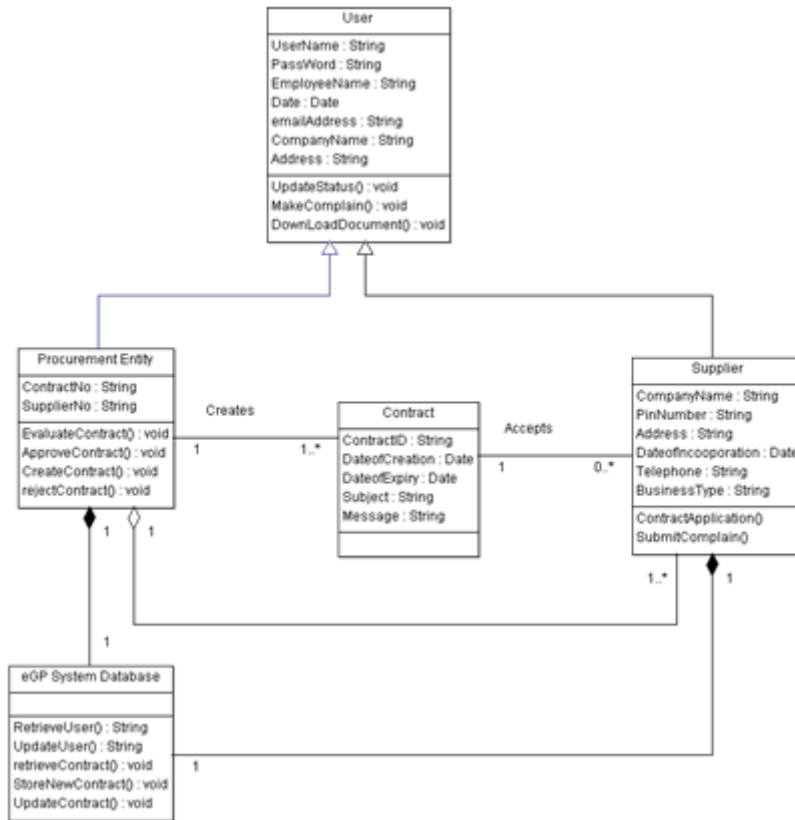 User
UserName : String
PassWord : String
EmployeeName : String
Date : Date
emailAddress : String
CompanyName : String
Address : String
UpdateStatus() : void
MakeComplain() : void
DownLoadDocument() : void
Procurement Entity
ContractNo : String
SupplierNo : String
EvaluateContract() : void
ApproveContract() : void
CreateContract() : void
rejectContract() : void
Creates
1
1..*
Contract
ContractID : String
DateofCreation : Date
DateofExpiry : Date
Subject : String
Message : String
Accepts
1
0..*
Supplier
CompanyName : String
PinNumber : String
Address : String
DateofIncooporation : Date
Telephone : String
BusinessType : String
ContractApplication()
SubmitComplain()
1
1
1..*
1
1
eGP System Database
RetrieveUser() : String
UpdateUser() : String
retrieveContract() : void
StoreNewContract() : void
UpdateContract() : void
1